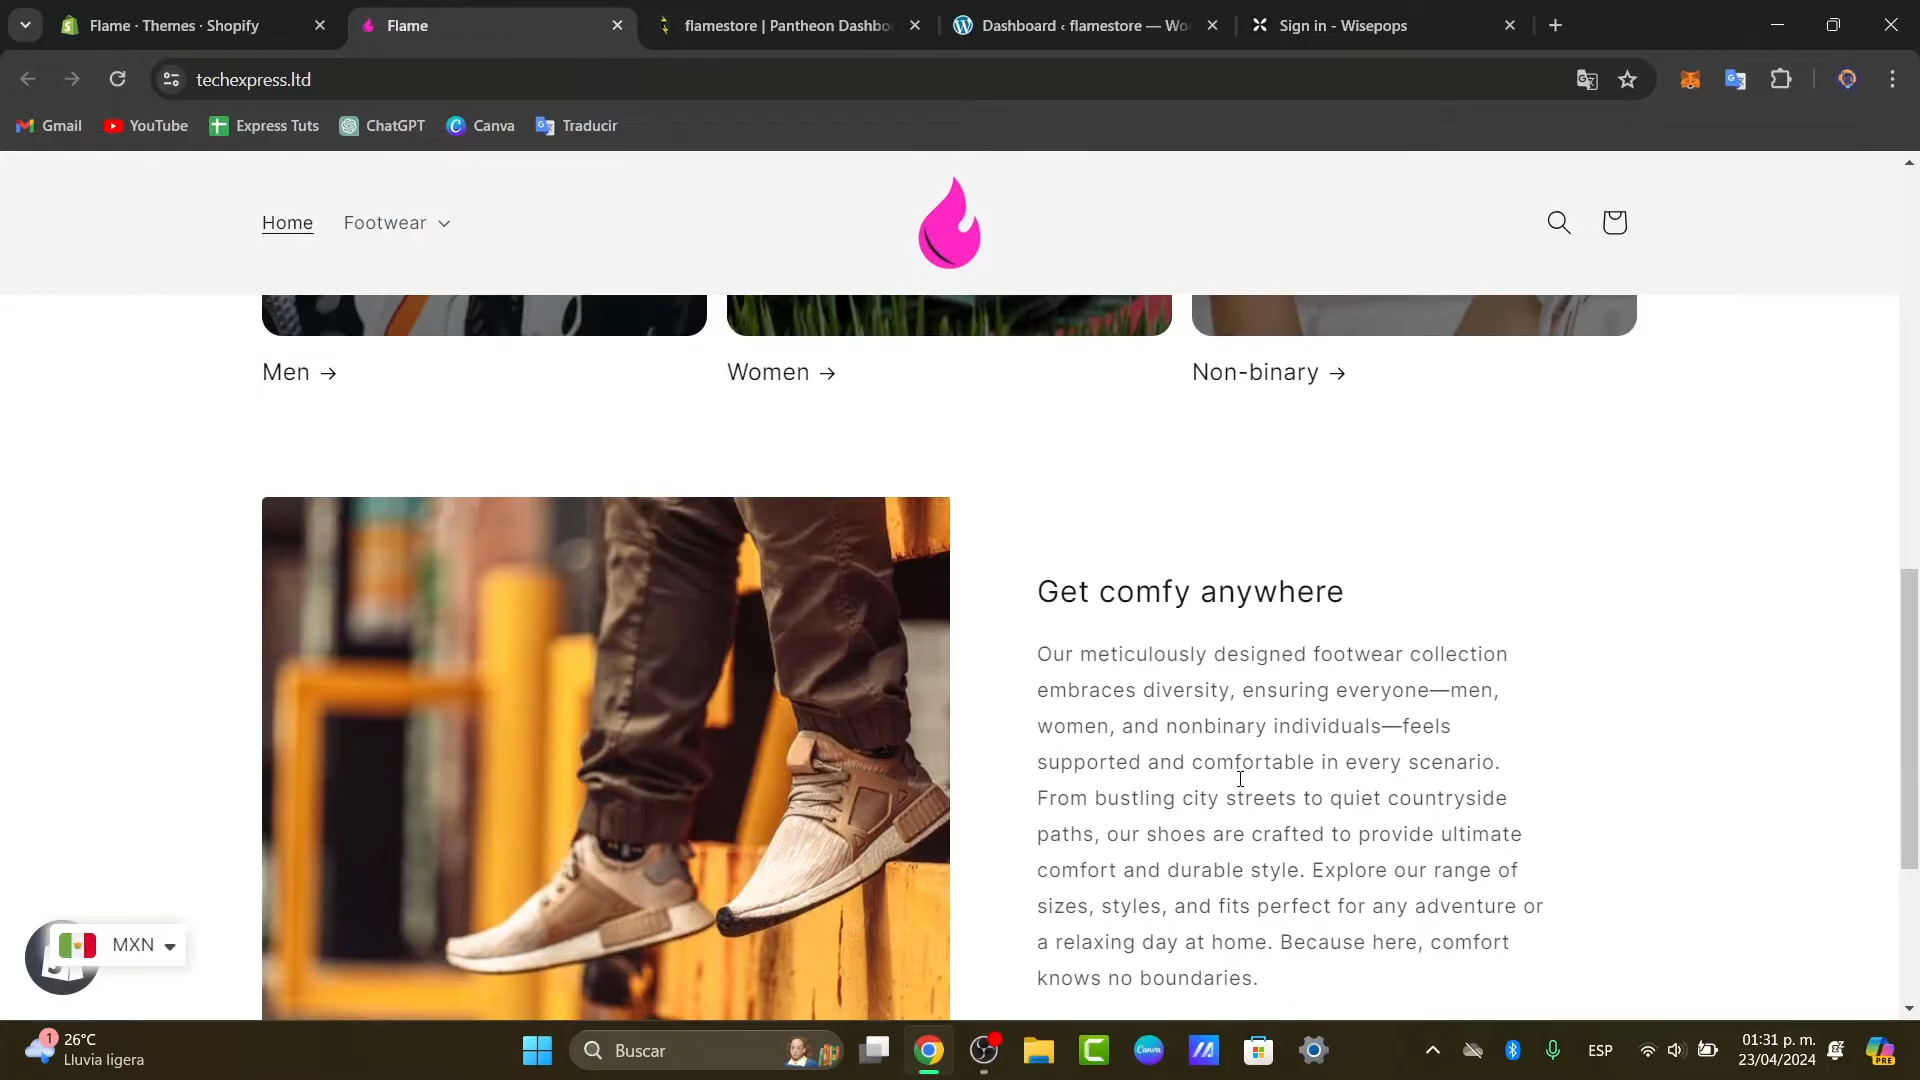 Flame · Themes · Shopify
Flame
flamestore | Pantheon Dashbo
Dashboard ‹ flamestore — Wo
Sign in - Wisepops
techexpress.ltd
Gmail
YouTube
Express Tuts
ChatGPT
Canva
Traducir
Home
Footwear
Men →
Women →
Non-binary →
Get comfy anywhere
Our meticulously designed footwear collection
embraces diversity, ensuring everyone—men,
women, and nonbinary individuals—feels
supported and comfortable in every scenario.
From bustling city streets to quiet countryside
paths, our shoes are crafted to provide ultimate
comfort and durable style. Explore our range of
sizes, styles, and fits perfect for any adventure or
a relaxing day at home. Because here, comfort
knows no boundaries.
MXN
1
26°C
Lluvia ligera
Buscar
Canva
ESP
01:31 p. m.
23/04/2024
PRE